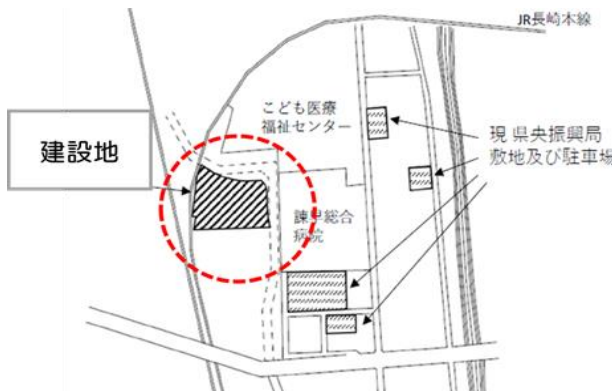 JR長崎本線
こども医療
福祉センター
建設地
現 県央振興局
敷地及び駐車場
諫早総合
病院